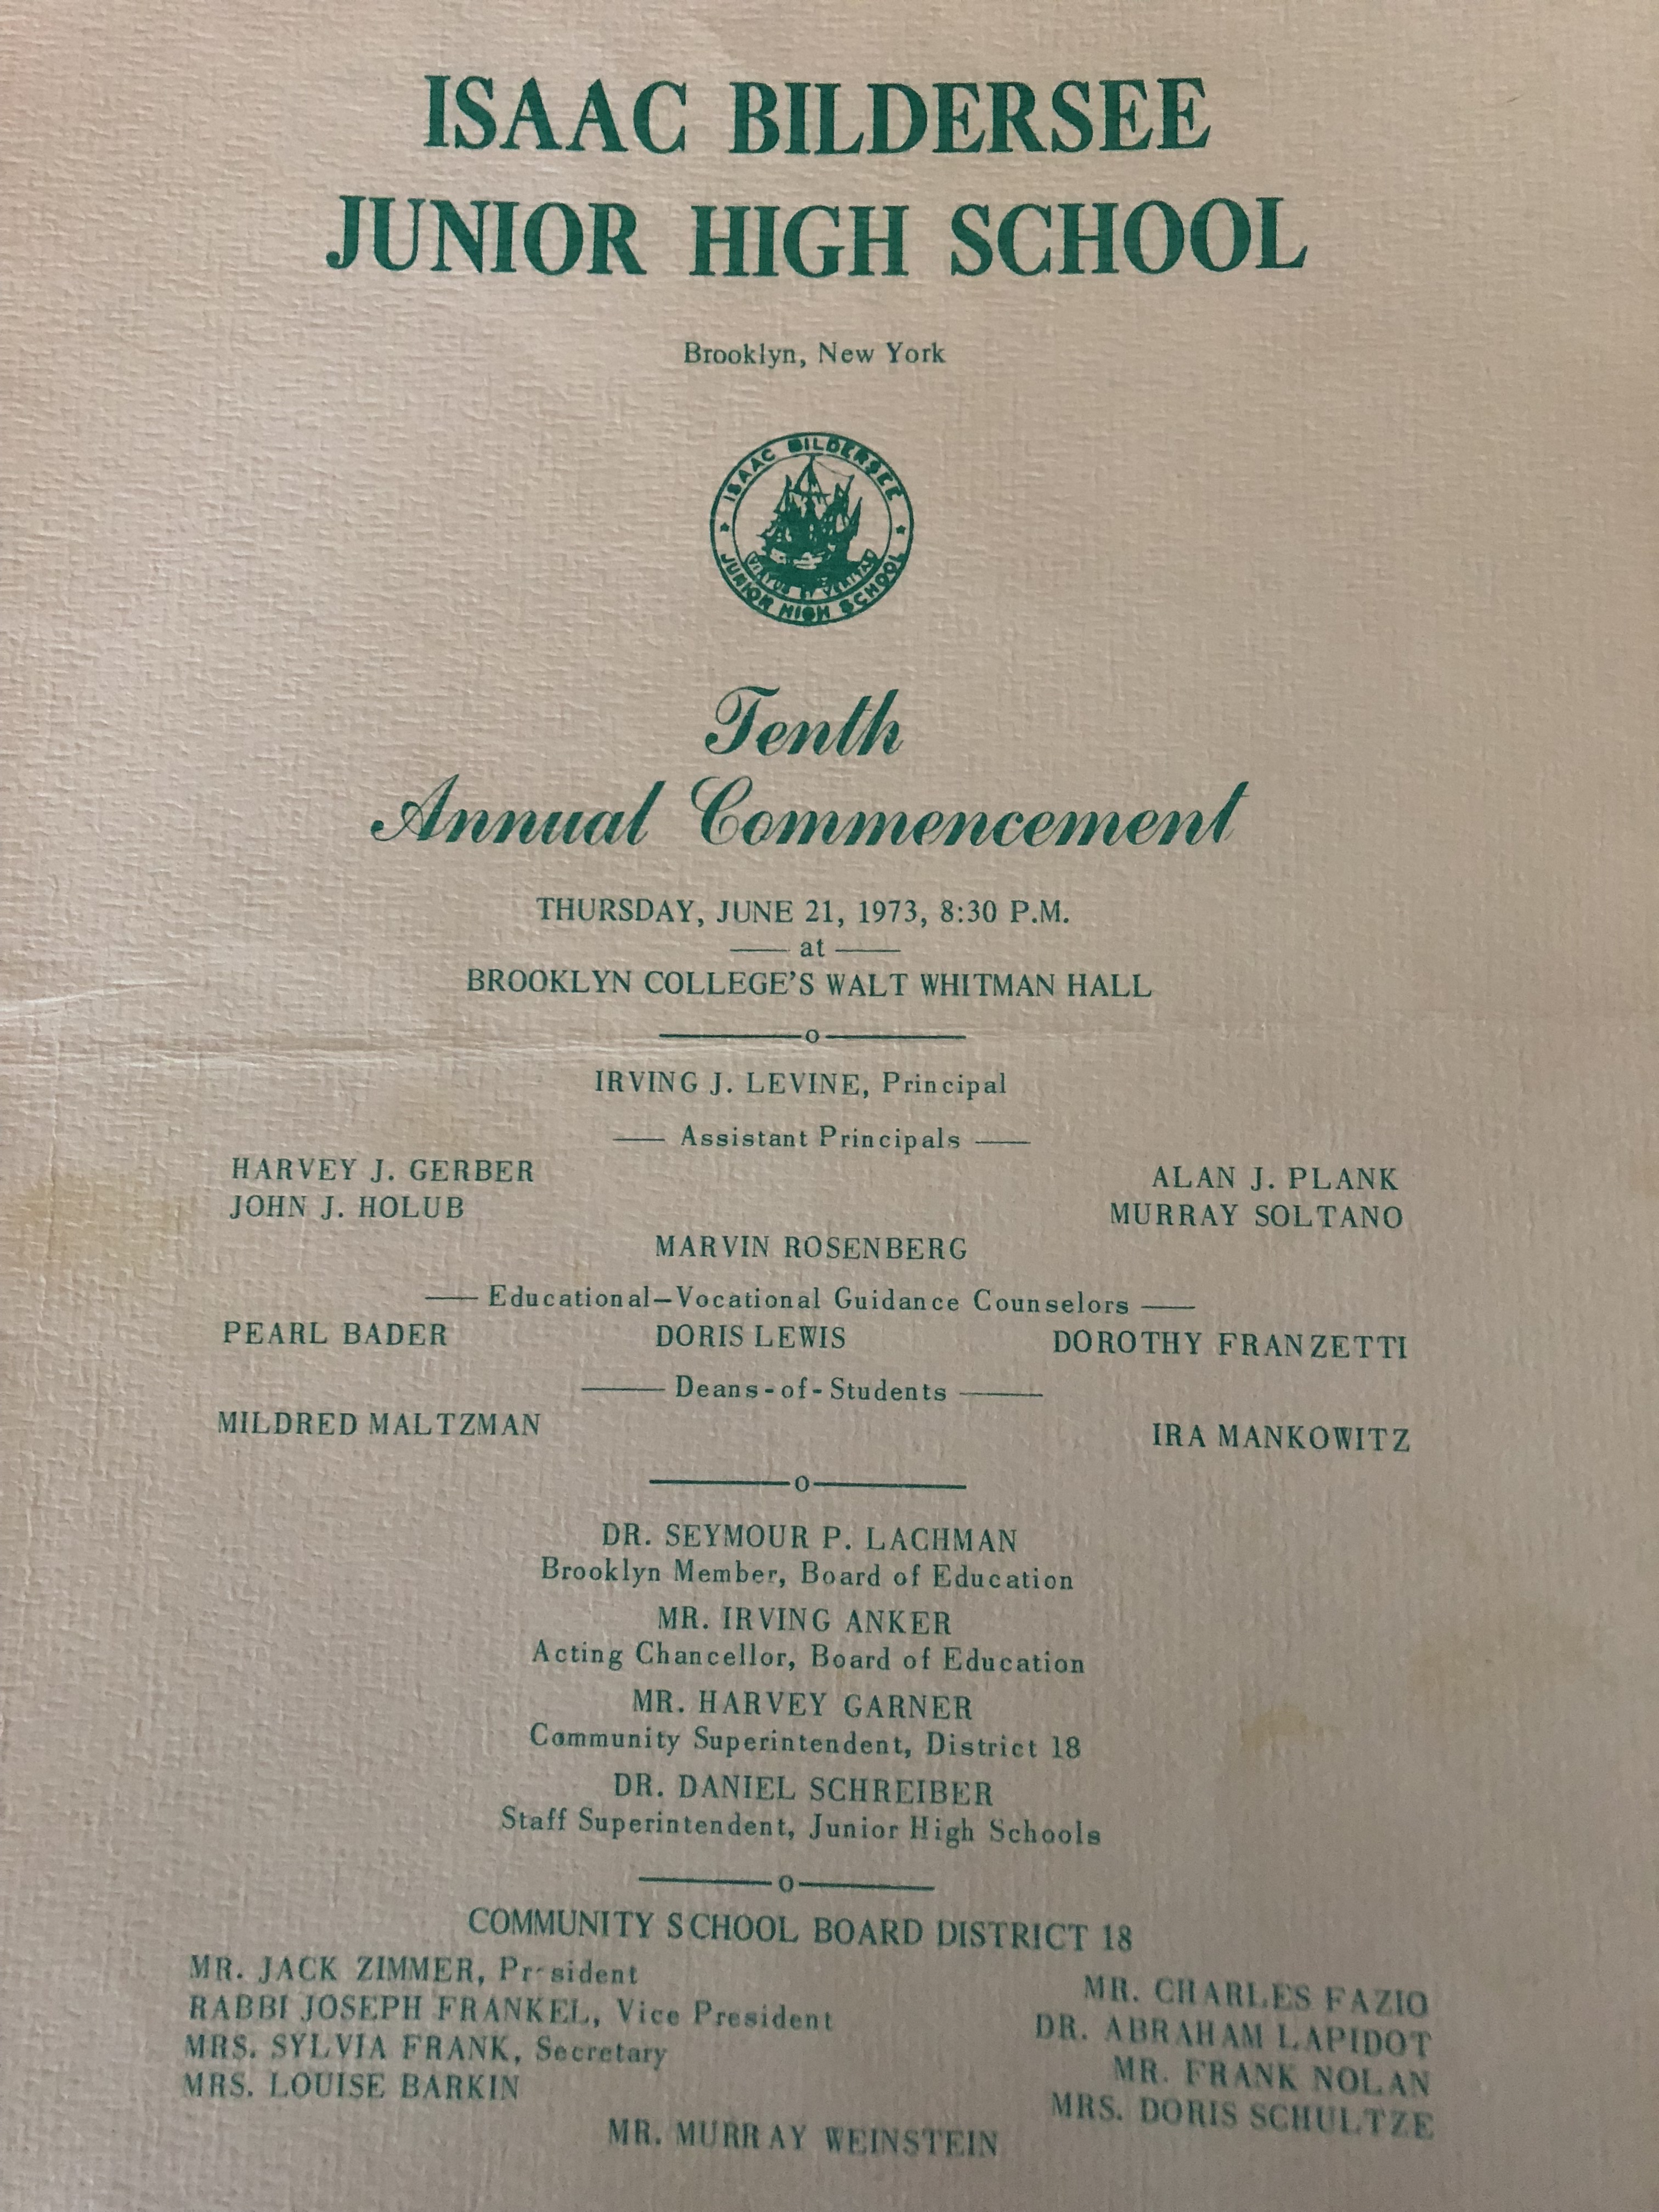 ISAAC BILDERSEE
JUNIOR HIGH SCHOOL
Brooklyn, New York
ISAAC BILDERSEE
VIRTUS ET VERITAS
JUNIOR HIGH SCHOOL
Tenth
Annual Commencement
THURSDAY, JUNE 21, 1973, 8:30 P.M.
at
BROOKLYN COLLEGE'S WALT WHITMAN HALL
o
IRVING J. LEVINE, Principal
Assistant Principals
HARVEY J. GERBER ALAN J. PLANK
JOHN J. HOLUB MURRAY SOLTANO
MARVIN ROSENBERG
Educational—Vocational Guidance Counselors
PEARL BADER DORIS LEWIS DOROTHY FRANZETTI
Deans-of-Students
MILDRED MALTZMAN IRA MANKOWITZ
o
DR. SEYMOUR P. LACHMAN
Brooklyn Member, Board of Education
MR. IRVING ANKER
Acting Chancellor, Board of Education
MR. HARVEY GARNER
Community Superintendent, District 18
DR. DANIEL SCHREIBER
Staff Superintendent, Junior High Schools
o
COMMUNITY SCHOOL BOARD DISTRICT 18
MR. JACK ZIMMER, President MR. CHARLES FAZIO
RABBI JOSEPH FRANKEL, Vice President DR. ABRAHAM LAPIDOT
MRS. SYLVIA FRANK, Secretary MR. FRANK NOLAN
MRS. LOUISE BARKIN MRS. DORIS SCHULTZE
MR. MURRAY WEINSTEIN